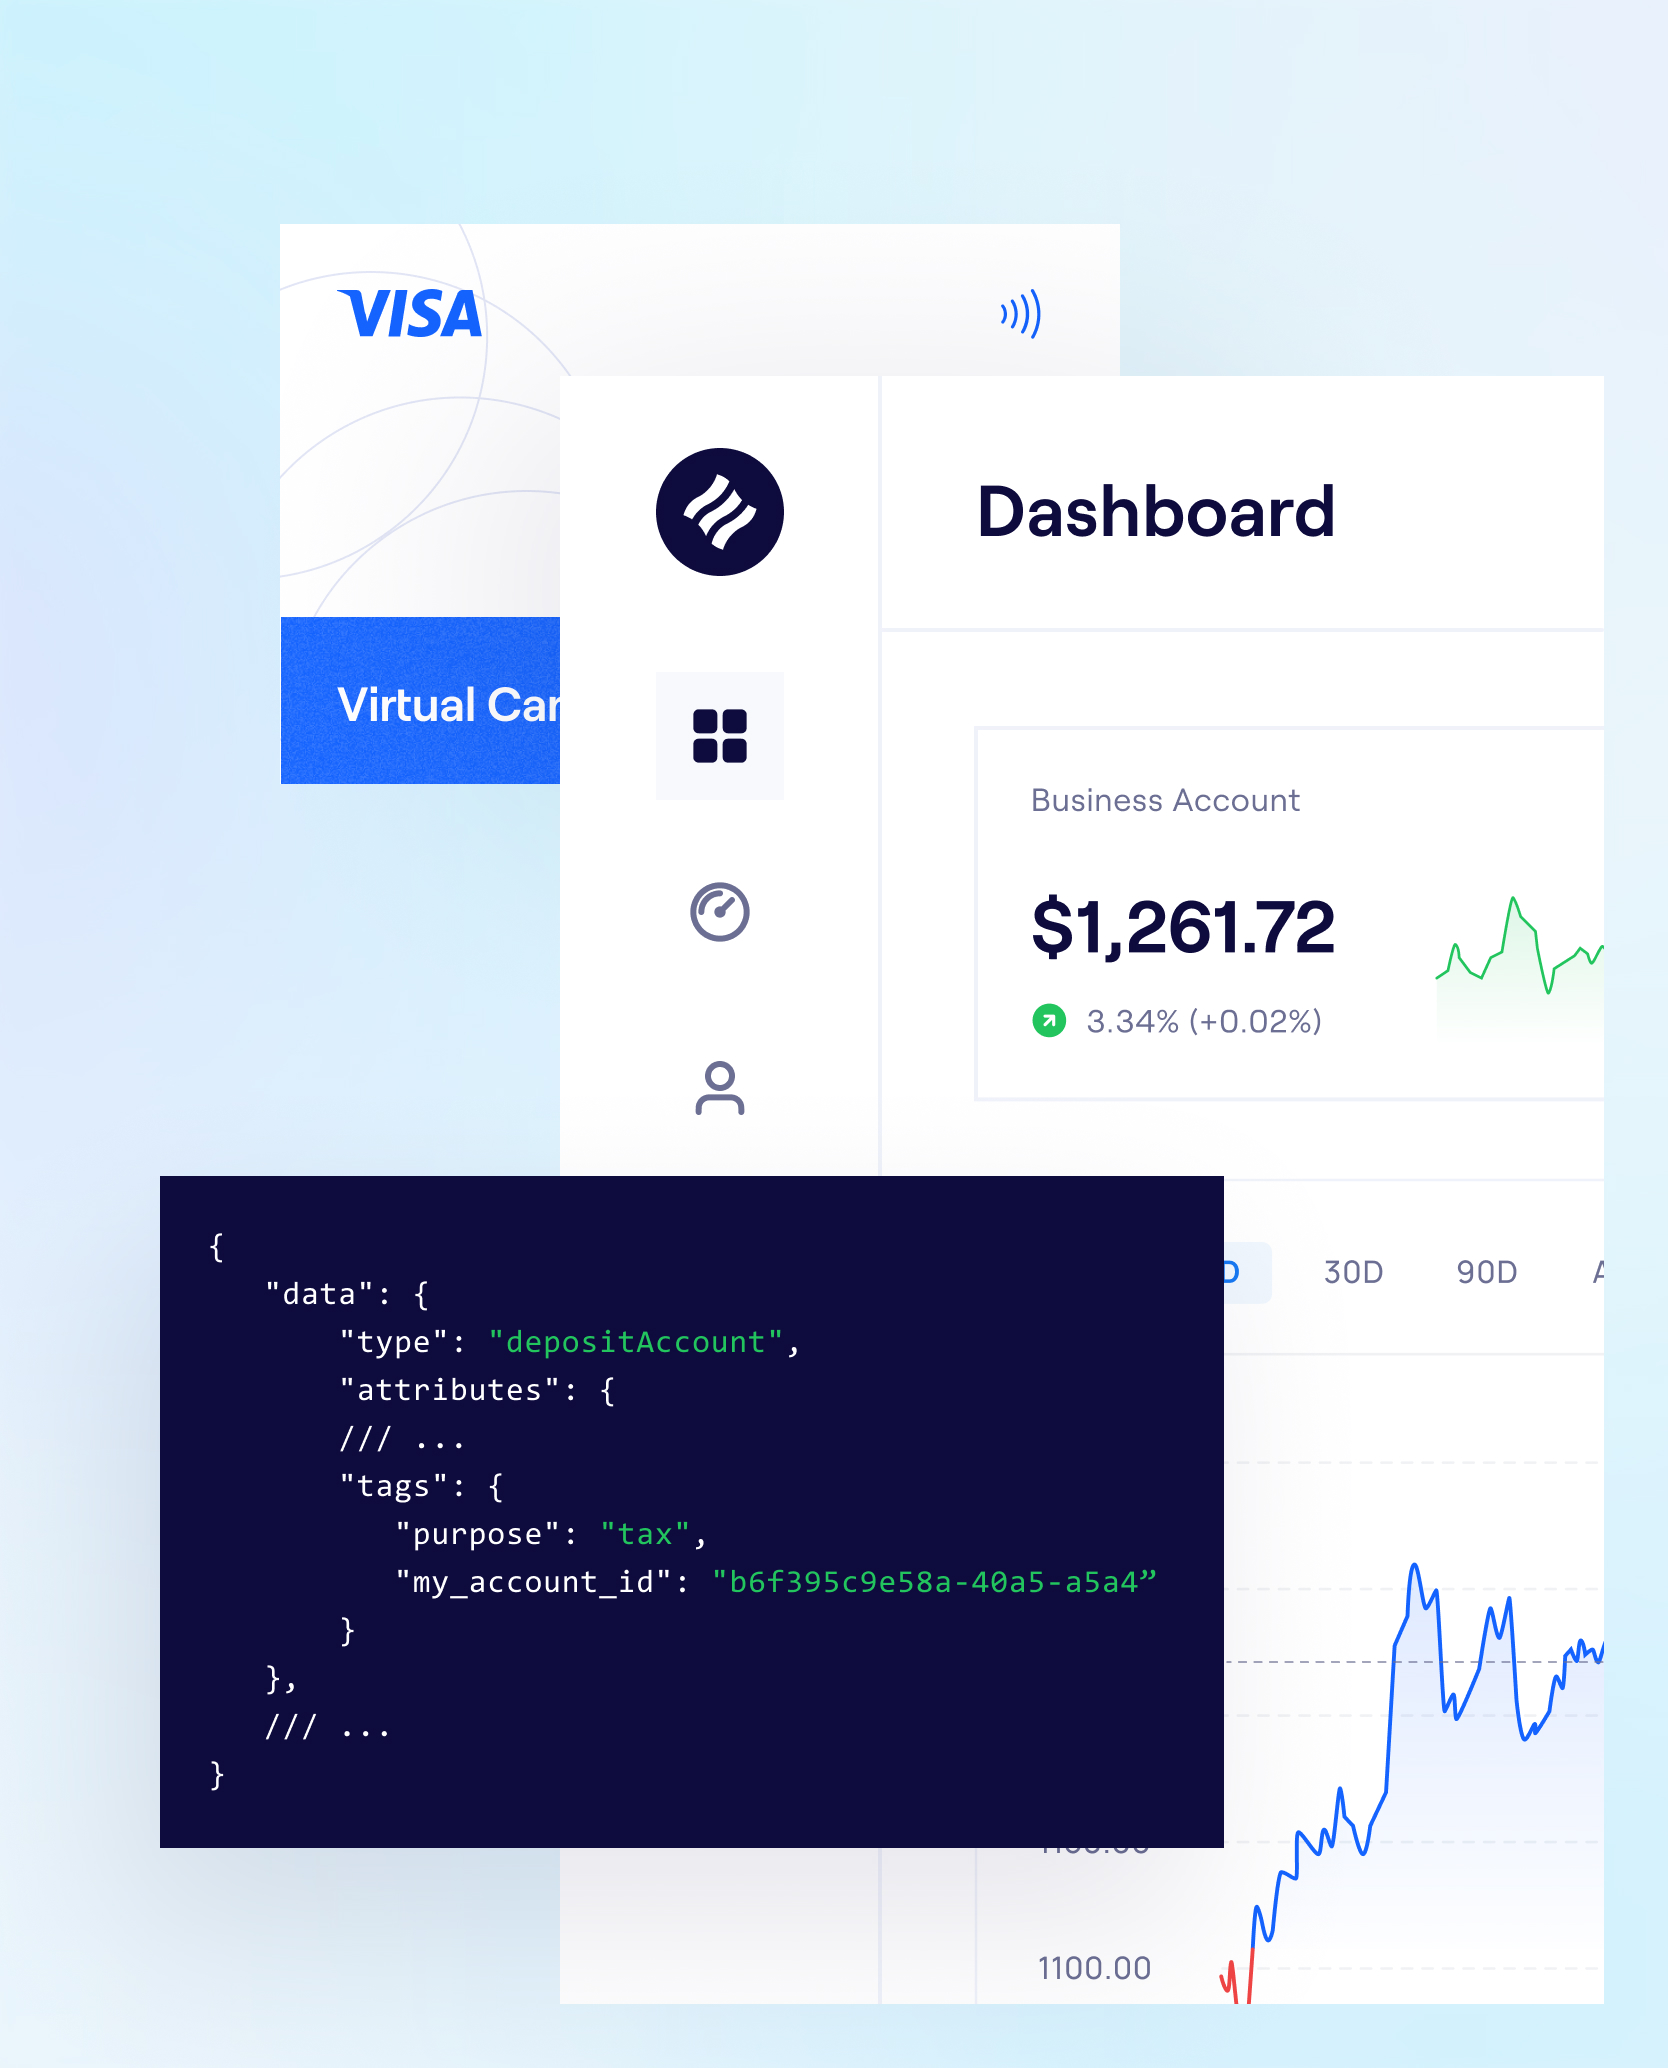 VISA
Virtual Car
Dashboard
Business Account
$1,261.72
3.34% (+0.02%)
D 30D 90D A
{
"data": {
"type": "depositAccount",
"attributes": {
/// ...
"tags": {
"purpose": "tax",
"my_account_id": "b6f395c9e58a-40a5-a5a4”
}
},
/// ...
}
1100.00